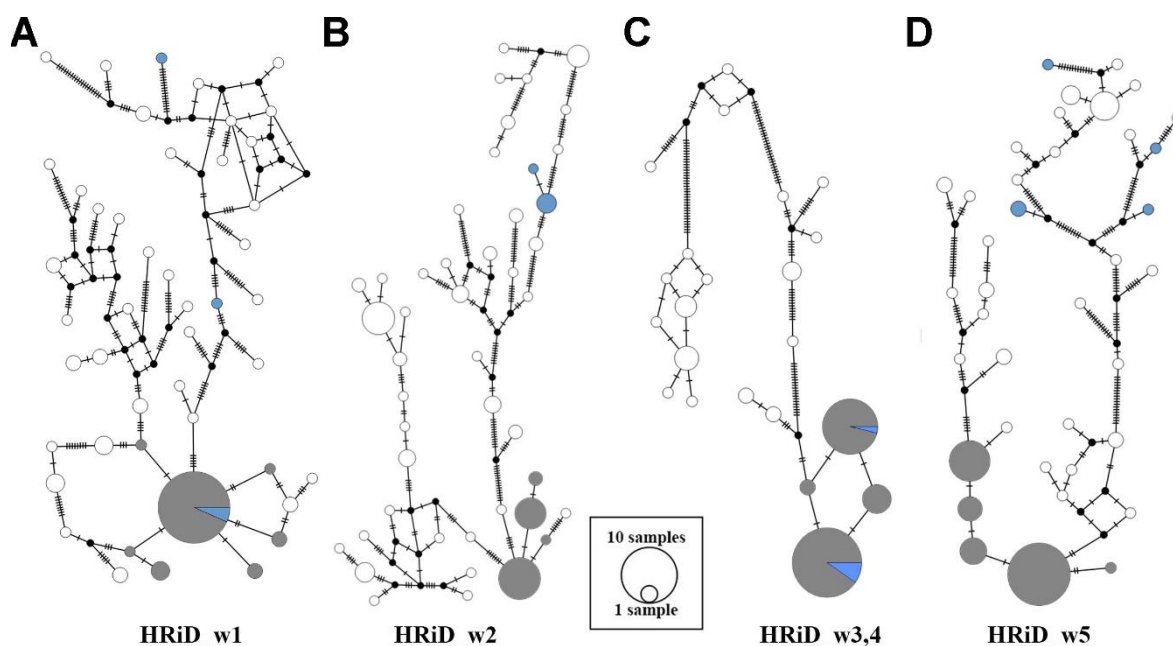 A
B
C
D
10 samples
1 sample
HRiD w1
HRiD w2
HRiD w3,4
HRiD w5